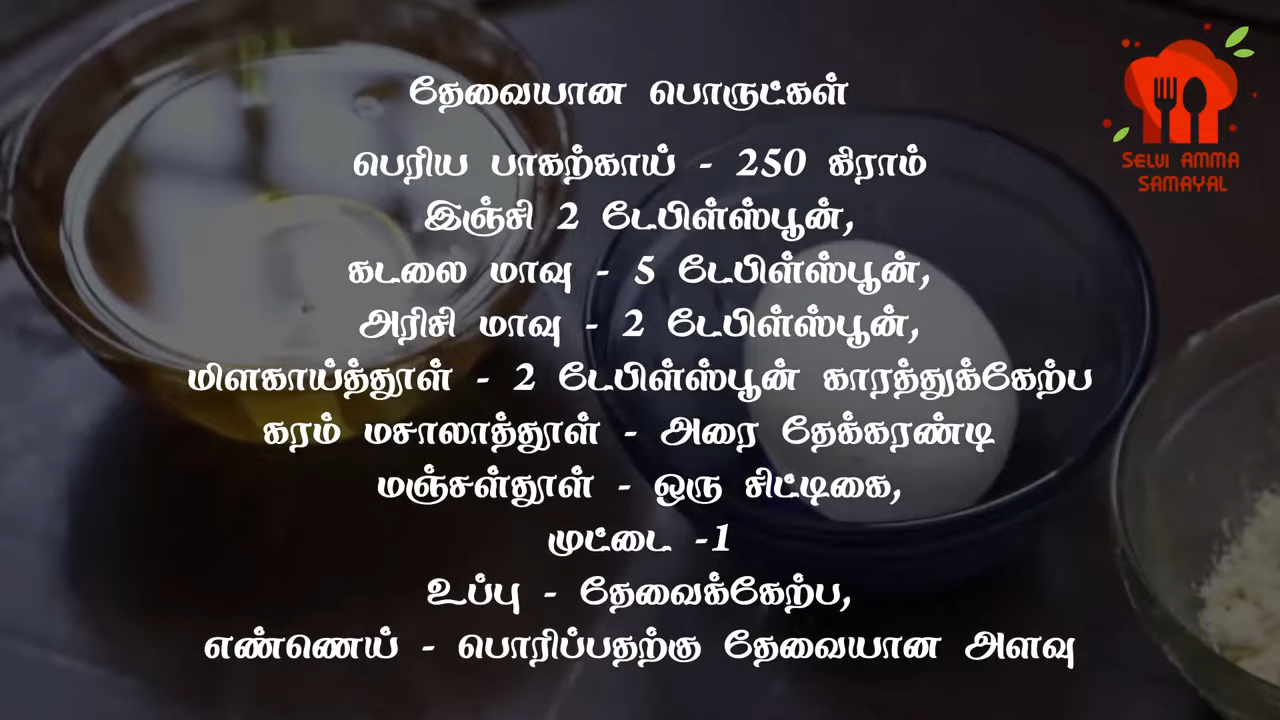 தேவையான பொருட்கள்
பெரிய பாகற்காய் - 250 கிராம்
இஞ்சி 2 டேபிள்ஸ்பூன்,
கடலை மாவு - 5 டேபிள்ஸ்பூன்,
அரிசி மாவு - 2 டேபிள்ஸ்பூன்,
மிளகாய்த்தூள் - 2 டேபிள்ஸ்பூன் காரத்துக்கேற்ப
கரம் மசாலாத்தூள் - அரை தேக்கரண்டி
மஞ்சள்தூள் - ஒரு சிட்டிகை,
முட்டை -1
உப்பு - தேவைக்கேற்ப,
எண்ணெய் - பொரிப்பதற்கு தேவையான அளவு
SELVI AMMA
SAMAYAL